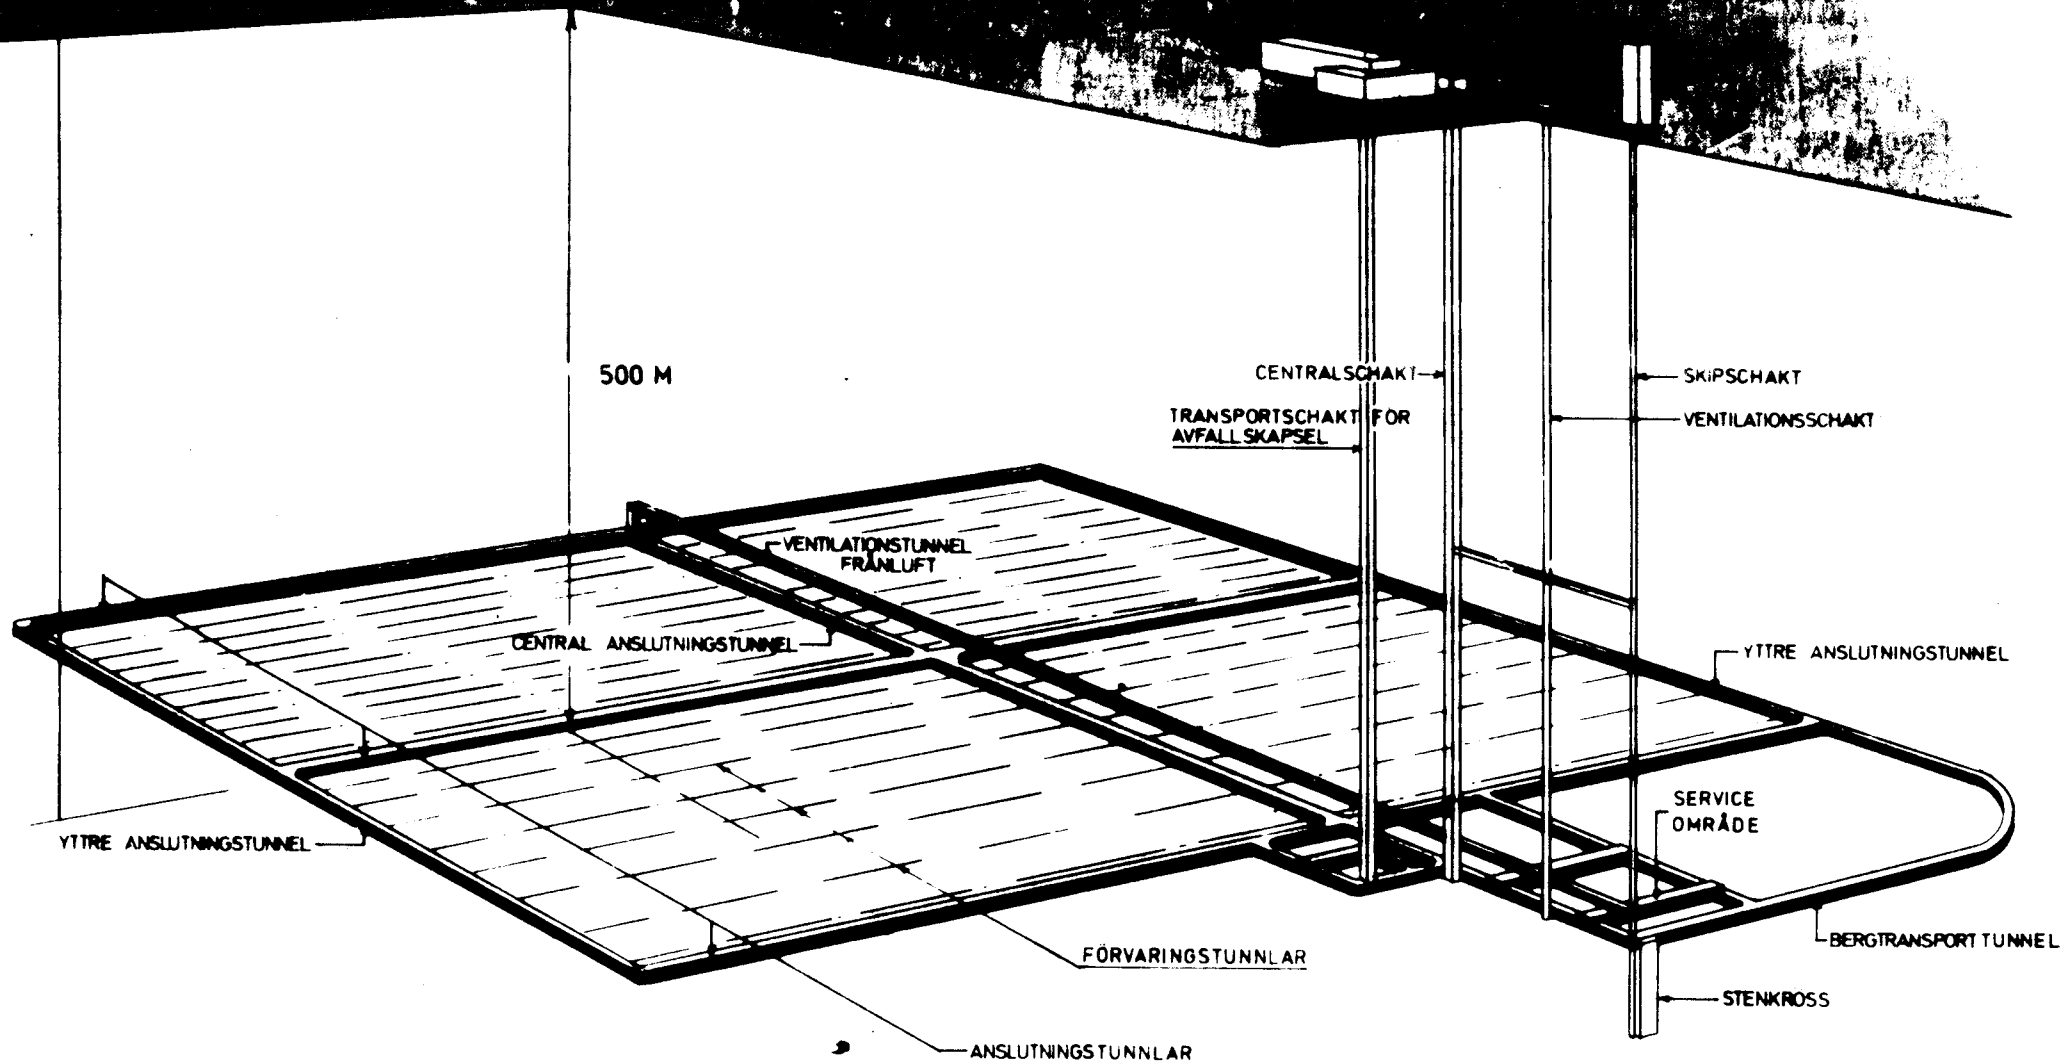 500 M
CENTRALSCHAKT
SKIPSCHAKT
TRANSPORTSCHAKT FÖR
AVFALLSKAPSEL
VENTILATIONSSCHAKT
VENTILATIONSTUNNEL
FRÅNLUFT
CENTRAL ANSLUTNINGSTUNNEL
YTTRE ANSLUTNINGSTUNNEL
SERVICE
OMRÅDE
YTTRE ANSLUTNINGSTUNNEL
BERGTRANSPORT TUNNEL
FÖRVARINGSTUNNLAR
STENKROSS
ANSLUTNINGSTUNNLAR